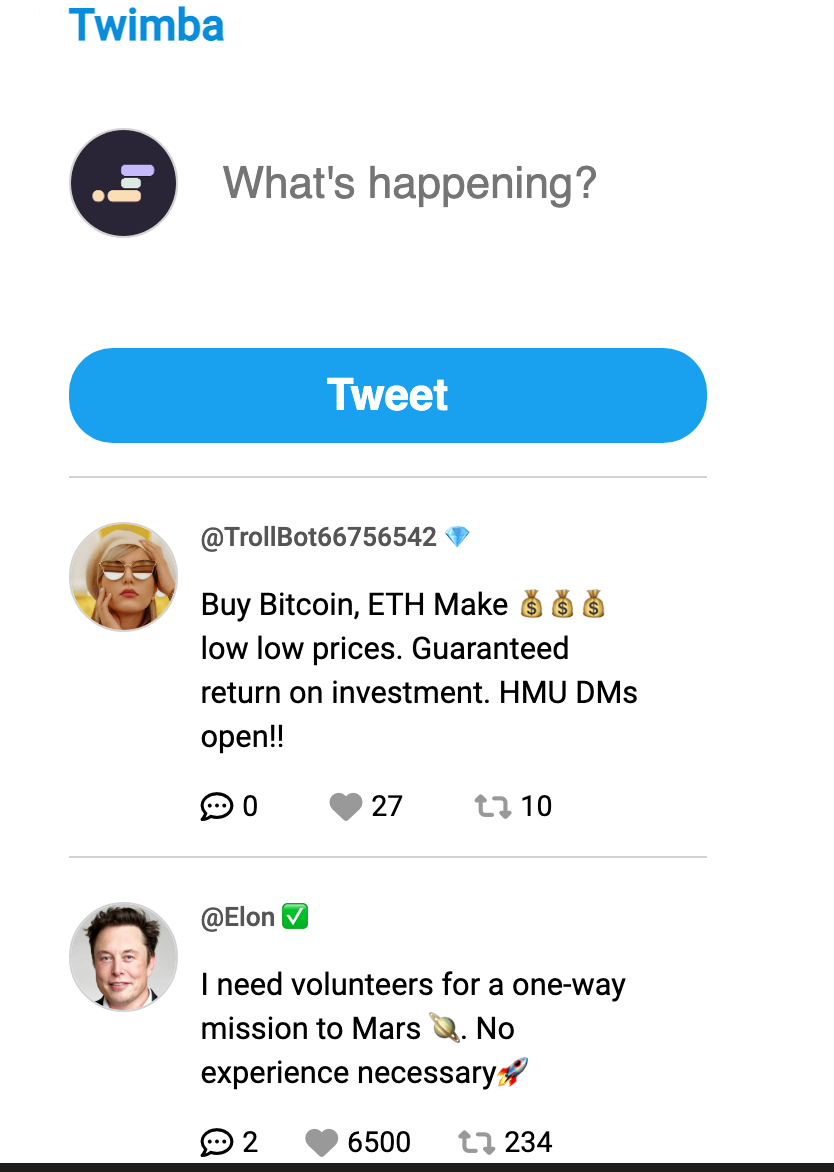 Twimba
What's happening?
Tweet
@TrollBot66756542 💎
Buy Bitcoin, ETH Make 💰💰💰
low low prices. Guaranteed
return on investment. HMU DMs
open!!
0 27 10
@Elon ✅
I need volunteers for a one-way
mission to Mars 🪐. No
experience necessary🚀
2 6500 234